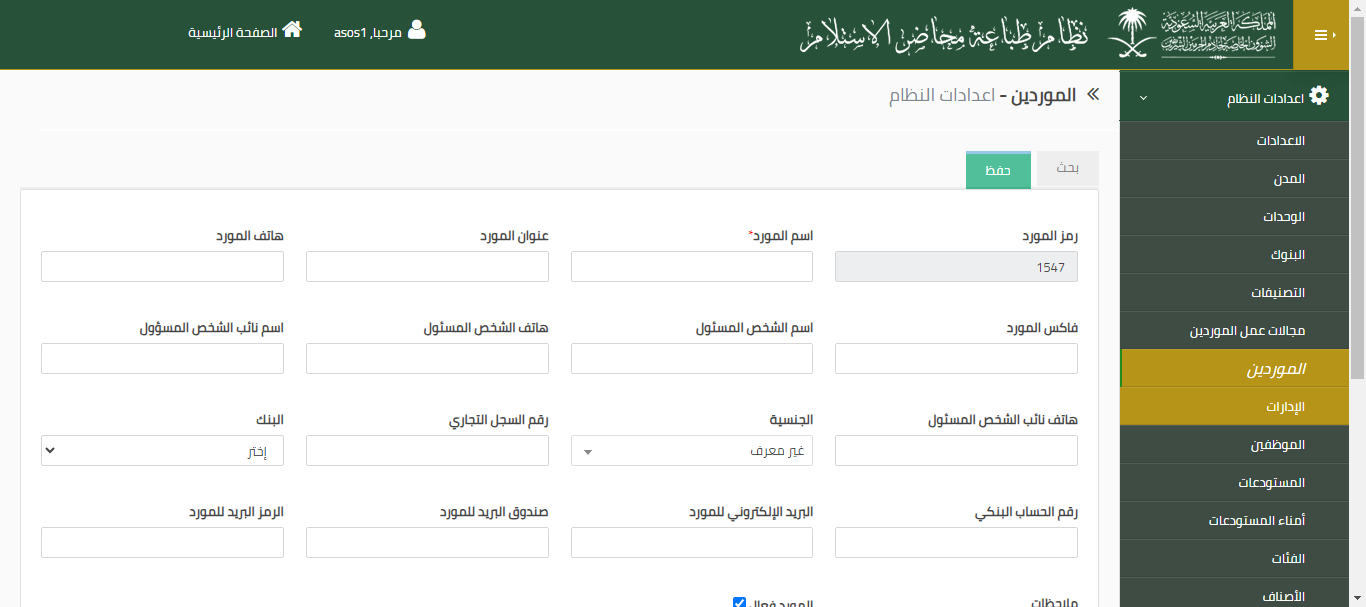 المملكة العربية السعودية
الشؤون الخاصة لخادم الحرمين الشريفين
نظام طباعة محاضر الاستلام
مرحبا, asos1
الصفحة الرئيسية
اعدادات النظام
الاعدادات
المدن
الوحدات
البنوك
التصنيفات
مجالات عمل الموردين
الموردين
الإدارات
الموظفين
المستودعات
أمناء المستودعات
الفئات
الأصناف
الموردين - اعدادات النظام
بحث
حفظ
رمز المورد
اسم المورد*
عنوان المورد
هاتف المورد
1547
فاكس المورد
اسم الشخص المسئول
هاتف الشخص المسئول
اسم نائب الشخص المسؤول
هاتف نائب الشخص المسئول
الجنسية
رقم السجل التجاري
البنك
غير معرف
إختر
رقم الحساب البنكي
البريد الإلكتروني للمورد
صندوق البريد للمورد
الرمز البريد للمورد
ملاحظات
المورد فعال